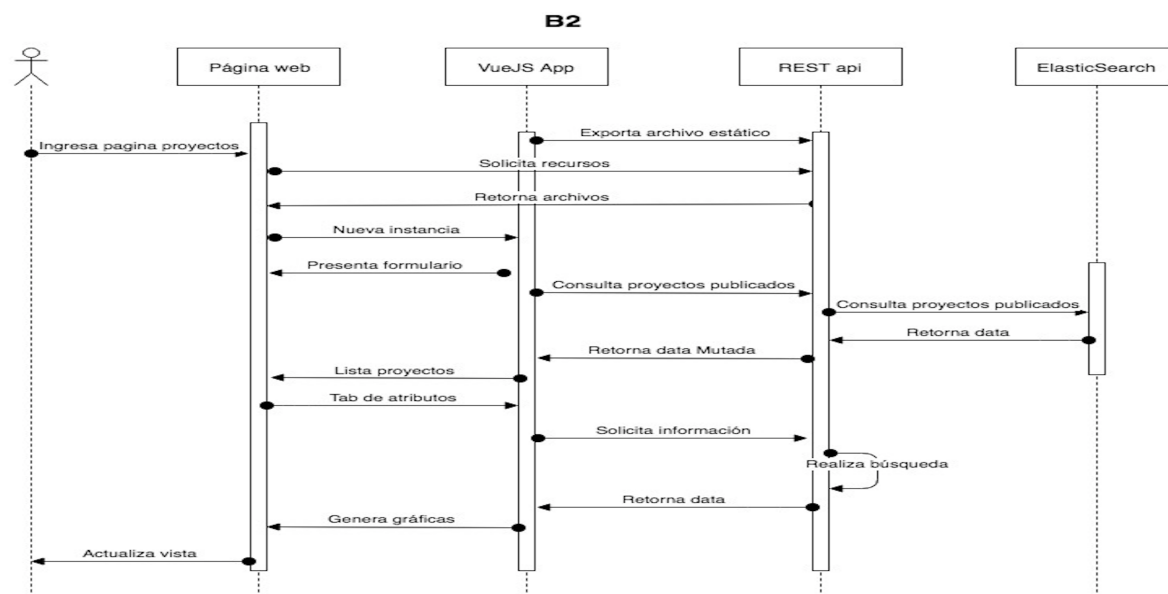 B2
Página web
VueJS App
REST api
ElasticSearch
Exporta archivo estático
Ingresa pagina proyectos
Solicita recursos
Retorna archivos
Nueva instancia
Presenta formulario
Consulta proyectos publicados
Consulta proyectos publicados
Retorna data
Retorna data Mutada
Lista proyectos
Tab de atributos
Solicita información
Realiza búsqueda
Retorna data
Genera gráficas
Actualiza vista